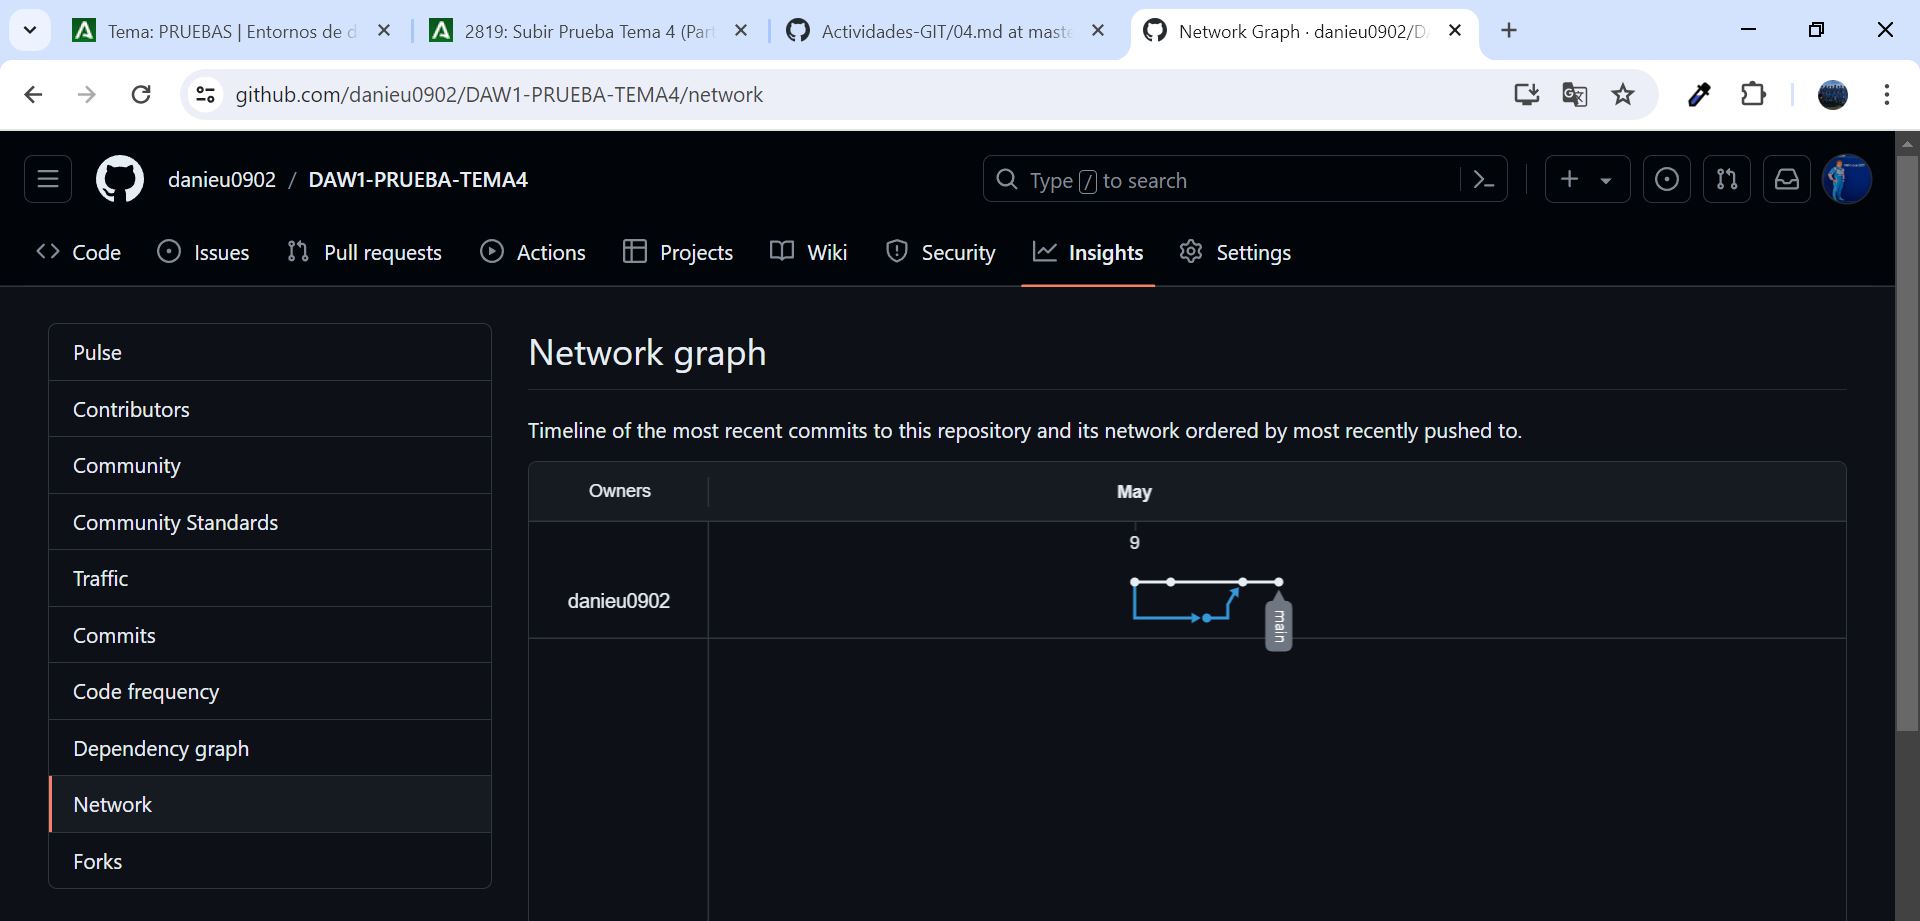 Tema: PRUEBAS | Entornos de d
2819: Subir Prueba Tema 4 (Part
Actividades-GIT/04.md at maste
Network Graph · danieu0902/D
github.com/danieu0902/DAW1-PRUEBA-TEMA4/network
danieu0902 / DAW1-PRUEBA-TEMA4
Type / to search
Code Issues Pull requests Actions Projects Wiki Security Insights Settings
Pulse
Contributors
Community
Community Standards
Traffic
Commits
Code frequency
Dependency graph
Network
Forks
Network graph
Timeline of the most recent commits to this repository and its network ordered by most recently pushed to.
Owners May
9
danieu0902
main